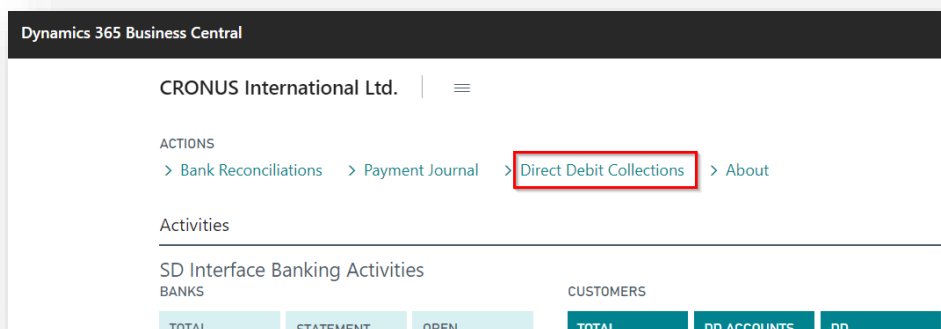 Dynamics 365 Business Central
CRONUS International Ltd.
ACTIONS
> Bank Reconciliations > Payment Journal > Direct Debit Collections > About
Activities
SD Interface Banking Activities
BANKS CUSTOMERS
TOTAL STATEMENT OPEN TOTAL DD ACCOUNTS DD